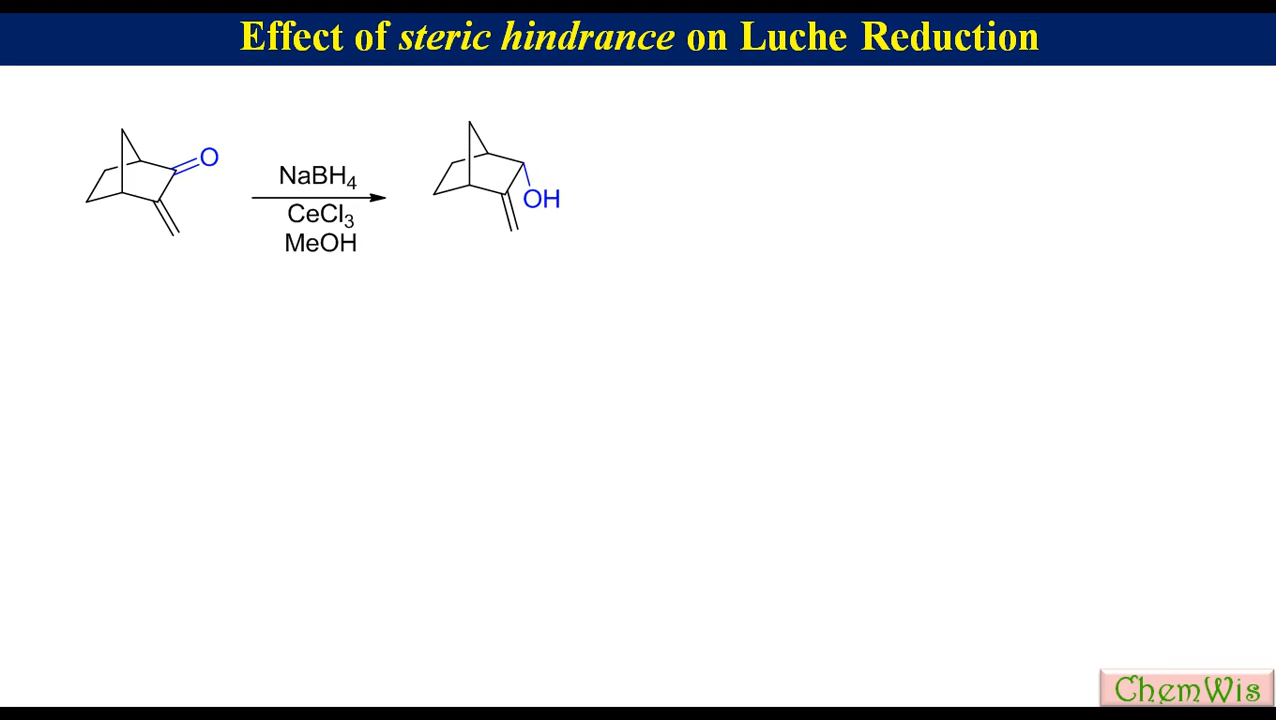 Effect of steric hindrance on Luche Reduction
O
NaBH4
CeCl3
MeOH
OH
ChemWis